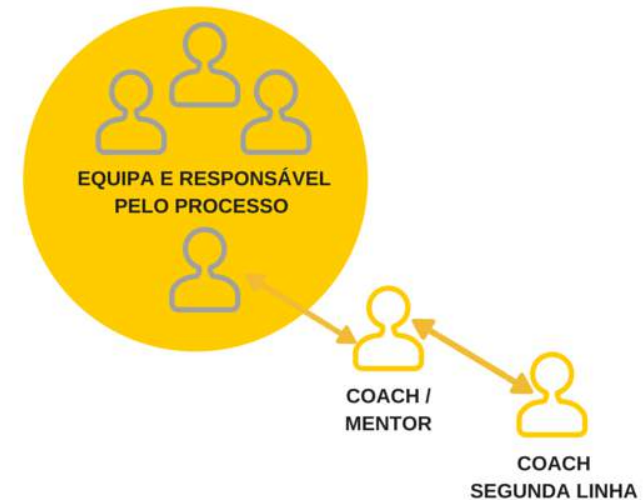 EQUIPA E RESPONSÁVEL
PELO PROCESSO
COACH /
MENTOR
COACH
SEGUNDA LINHA